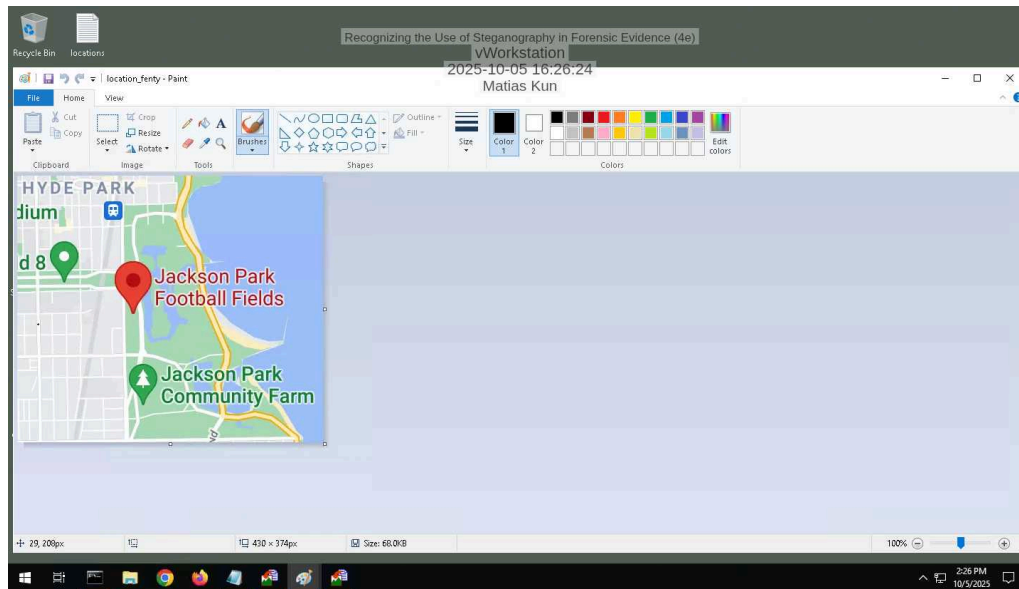 Recognizing the Use of Steganography in Forensic Evidence (4e)
vWorkstation
2025-10-05 16:26:24
Matias Kun
Recycle Bin
locations
location_fenty - Paint
File
Home
View
Paste
Cut
Copy
Clipboard
Select
Crop
Resize
Rotate
Image
A
Tools
Brushes
Outline
Fill
Shapes
Size
Color
1
Color
2
Edit
colors
Colors
HYDE PARK
dium
d 8
Jackson Park
Football Fields
Jackson Park
Community Farm
29, 208px
430 × 374px
Size: 68.0KB
100%
2:26 PM
10/5/2025